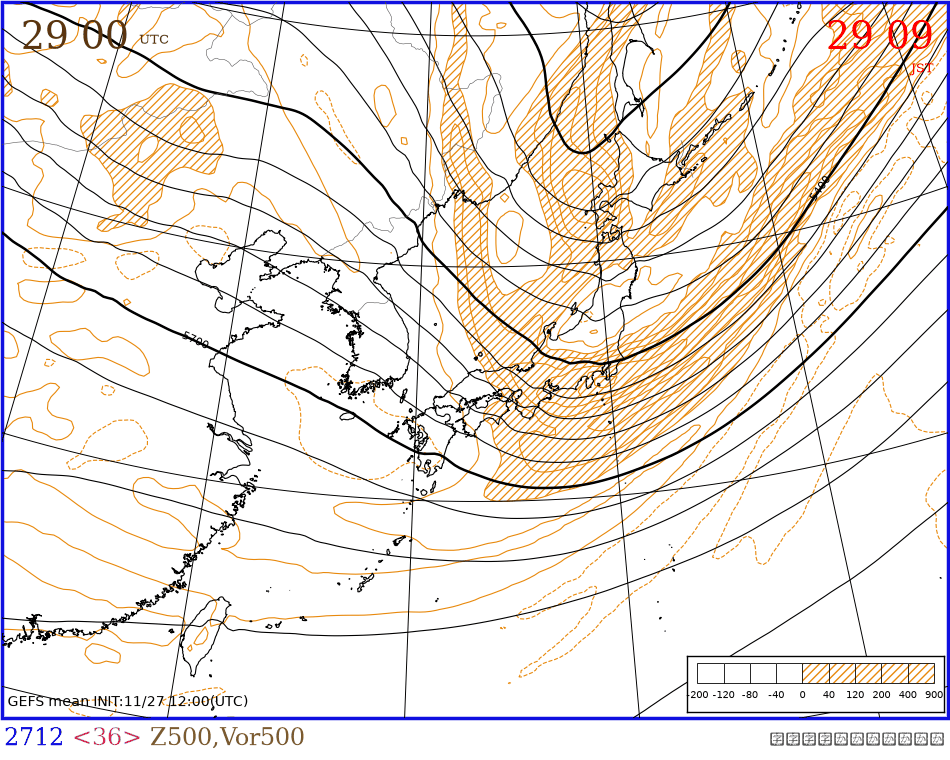 29 00 UTC
29 09
JST
5400
5700
-200 -120 -80 -40 0 40 120 200 400 900
GEFS mean INIT:11/27 12:00(UTC)
2712 <36> Z500,Vor500